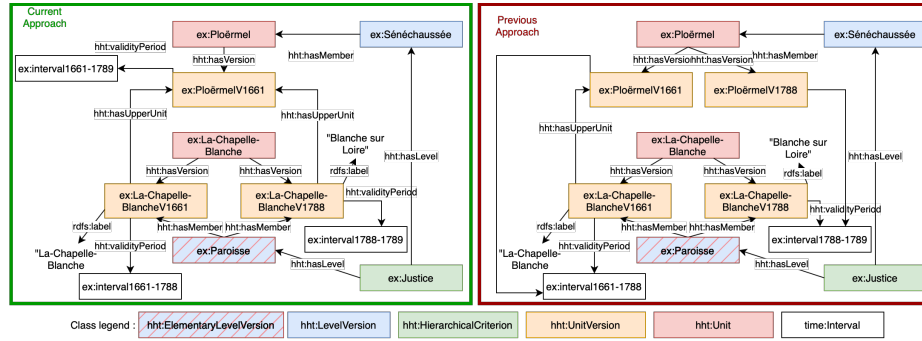 Current
Approach
ex:Ploërmel
ex:Sénéchaussée
hht:validityPeriod
hht:hasVersion
hht:hasMember
ex:interval1661-1789
ex:PloërmelV1661
hht:hasUpperUnit
hht:hasUpperUnit
ex:La-Chapelle-
Blanche
"Blanche sur
Loire"
hht:hasLevel
hht:hasVersion
hht:hasVersion
rdfs:label
ex:La-Chapelle-
BlancheV1661
ex:La-Chapelle-
BlancheV1788
hht:validityPeriod
rdfs:label
hht:hasMember
hht:hasMember
"La-Chapelle-
Blanche
hht:validityPeriod
ex:Paroisse
ex:interval1788-1789
hht:hasLevel
ex:interval1661-1788
ex:Justice
Previous
Approach
ex:Ploërmel
ex:Sénéchaussée
hht:hasVersion
hht:hasVersion
hht:hasMember
ex:PloërmelV1661
ex:PloërmelV1788
hht:hasUpperUnit
ex:La-Chapelle-
Blanche
"Blanche sur
Loire"
hht:hasLevel
hht:hasVersion
hht:hasVersion
rdfs:label
ex:La-Chapelle-
BlancheV1661
ex:La-Chapelle-
BlancheV1788
hht:validityPeriod
rdfs:label
hht:hasMember
hht:hasMember
"La-Chapelle-
Blanche
hht:validityPeriod
ex:Paroisse
ex:interval1788-1789
hht:hasLevel
ex:interval1661-1788
ex:Justice
Class legend :
hht:ElementaryLevelVersion
hht:LevelVersion
hht:HierarchicalCriterion
hht:UnitVersion
hht:Unit
time:Interval